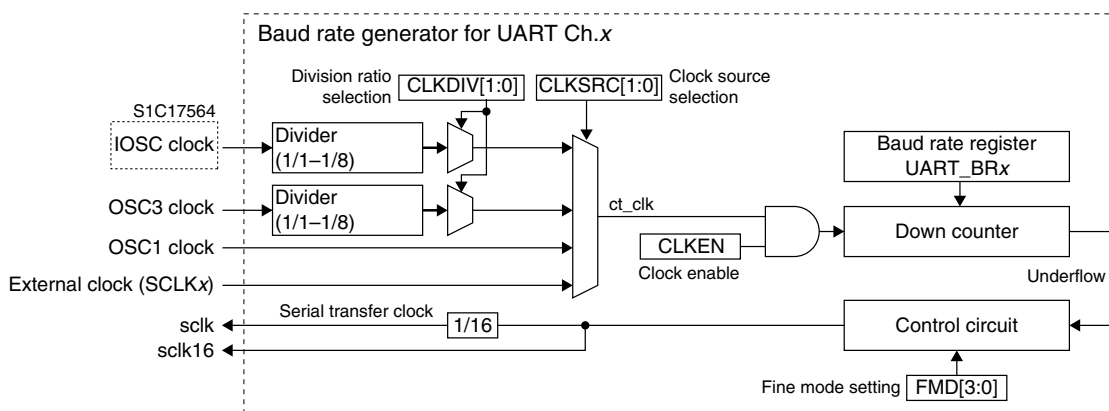 Baud rate generator for UART Ch.x
Division ratio
selection
CLKDIV[1:0]
CLKSRC[1:0]
Clock source
selection
S1C17564
IOSC clock
Divider
(1/1–1/8)
Baud rate register
UART_BRx
OSC3 clock
Divider
(1/1–1/8)
ct_clk
Down counter
OSC1 clock
CLKEN
Clock enable
Underflow
External clock (SCLKx)
Serial transfer clock
sclk
1/16
Control circuit
sclk16
Fine mode setting
FMD[3:0]